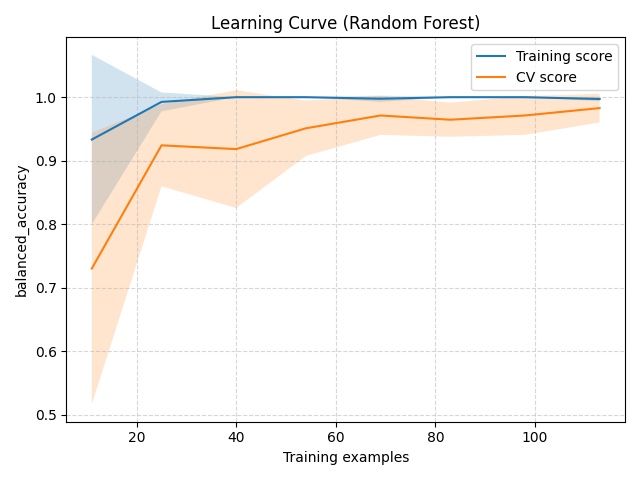 Learning Curve (Random Forest)
Training score
CV score
1.0
0.9
0.8
0.7
0.6
0.5
balanced_accuracy
20
40
60
80
100
Training examples